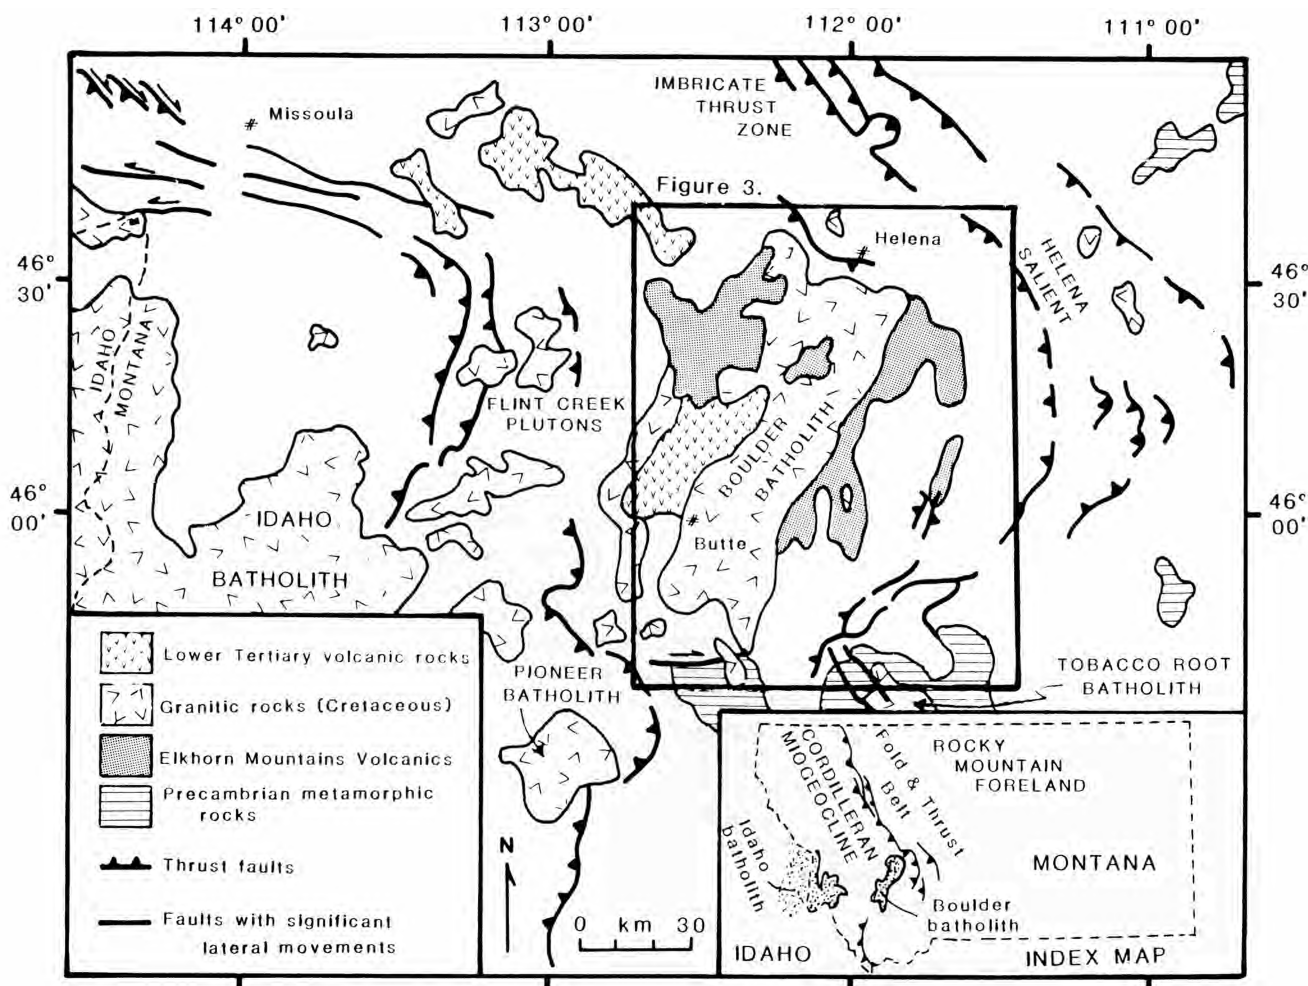 114° 00'
113° 00'
112° 00'
111° 00'
Missoula
IMBRICATE
THRUST
ZONE
Figure 3.
Helena
HELENA
SALIENT
46°
30'
46°
30'
IDAHO
MONTANA
FLINT CREEK
PLUTONS
BOULDER
BATHOLITH
46°
00'
46°
00'
IDAHO
BATHOLITH
Butte
PIONEER
BATHOLITH
TOBACCO ROOT
BATHOLITH
Lower Tertiary volcanic rocks
Granitic rocks (Cretaceous)
Elkhorn Mountains Volcanics
Precambrian metamorphic
rocks
Thrust faults
Faults with significant
lateral movements
N
0 km 30
CORDILLERAN
MIOGEOCLINE
Fold & Thrust
Belt
ROCKY
MOUNTAIN
FORELAND
Idaho
batholith
MONTANA
Boulder
batholith
IDAHO
INDEX MAP